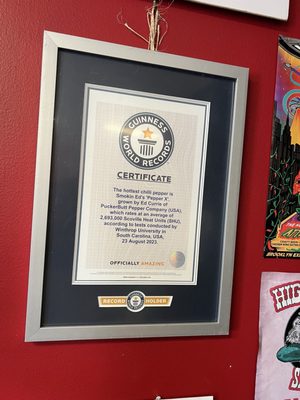 GUINNESS
WORLD RECORDS
CERTIFICATE
The hottest chilli pepper is
Smokin Ed's 'Pepper X'
grown by Ed Currie of
PuckerButt Pepper Company (USA),
which rates at an average of
2,693,000 Scoville Heat Units (SHU),
according to tests conducted by
Winthrop University in
South Carolina, USA,
23 August 2023.
OFFICIALLY AMAZING
RECORD HOLDER
BROOKLYN
HIG